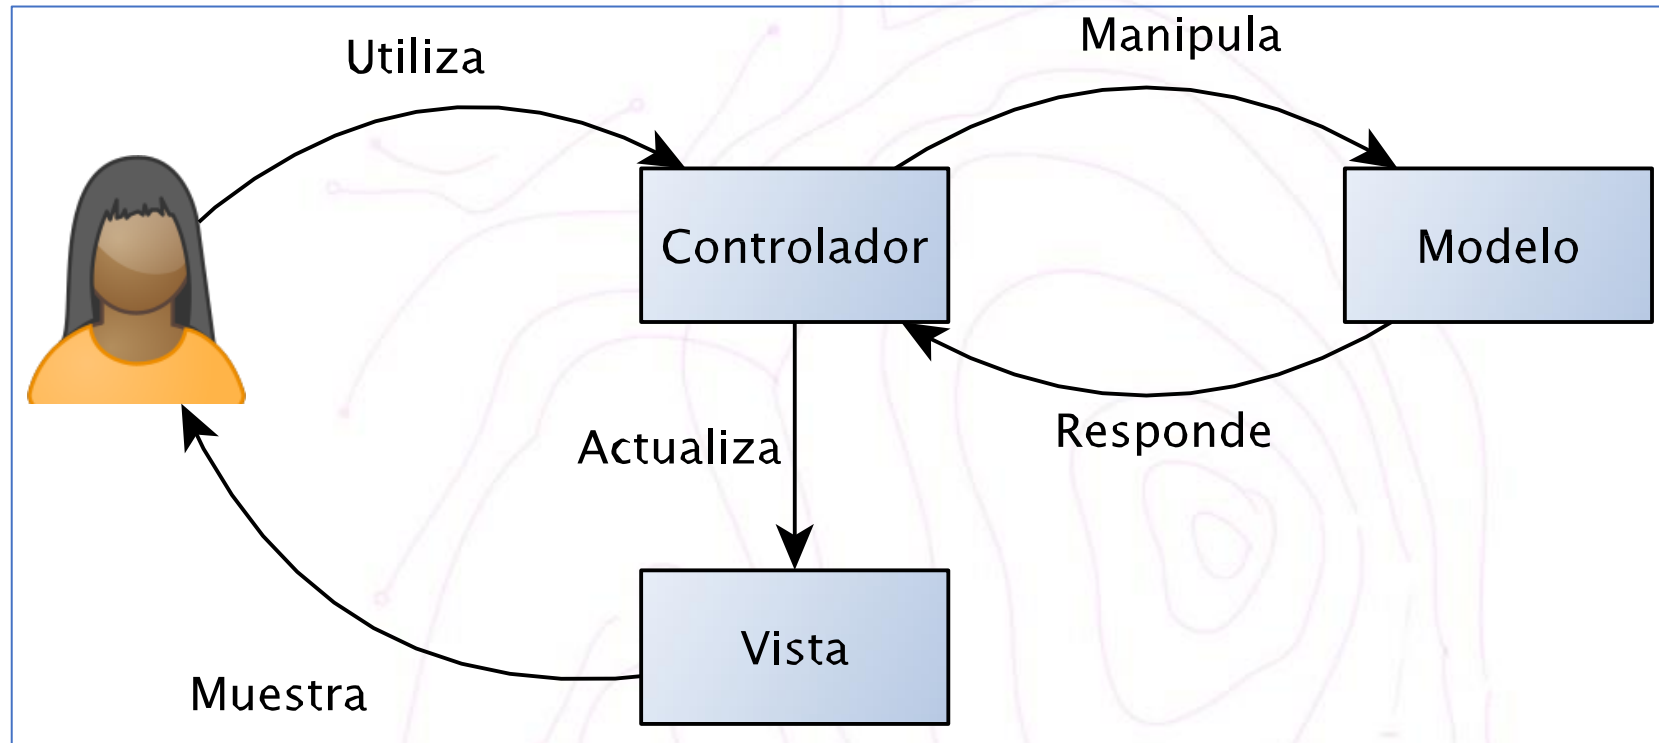 Utiliza
Manipula
Controlador
Modelo
Actualiza
Responde
Vista
Muestra